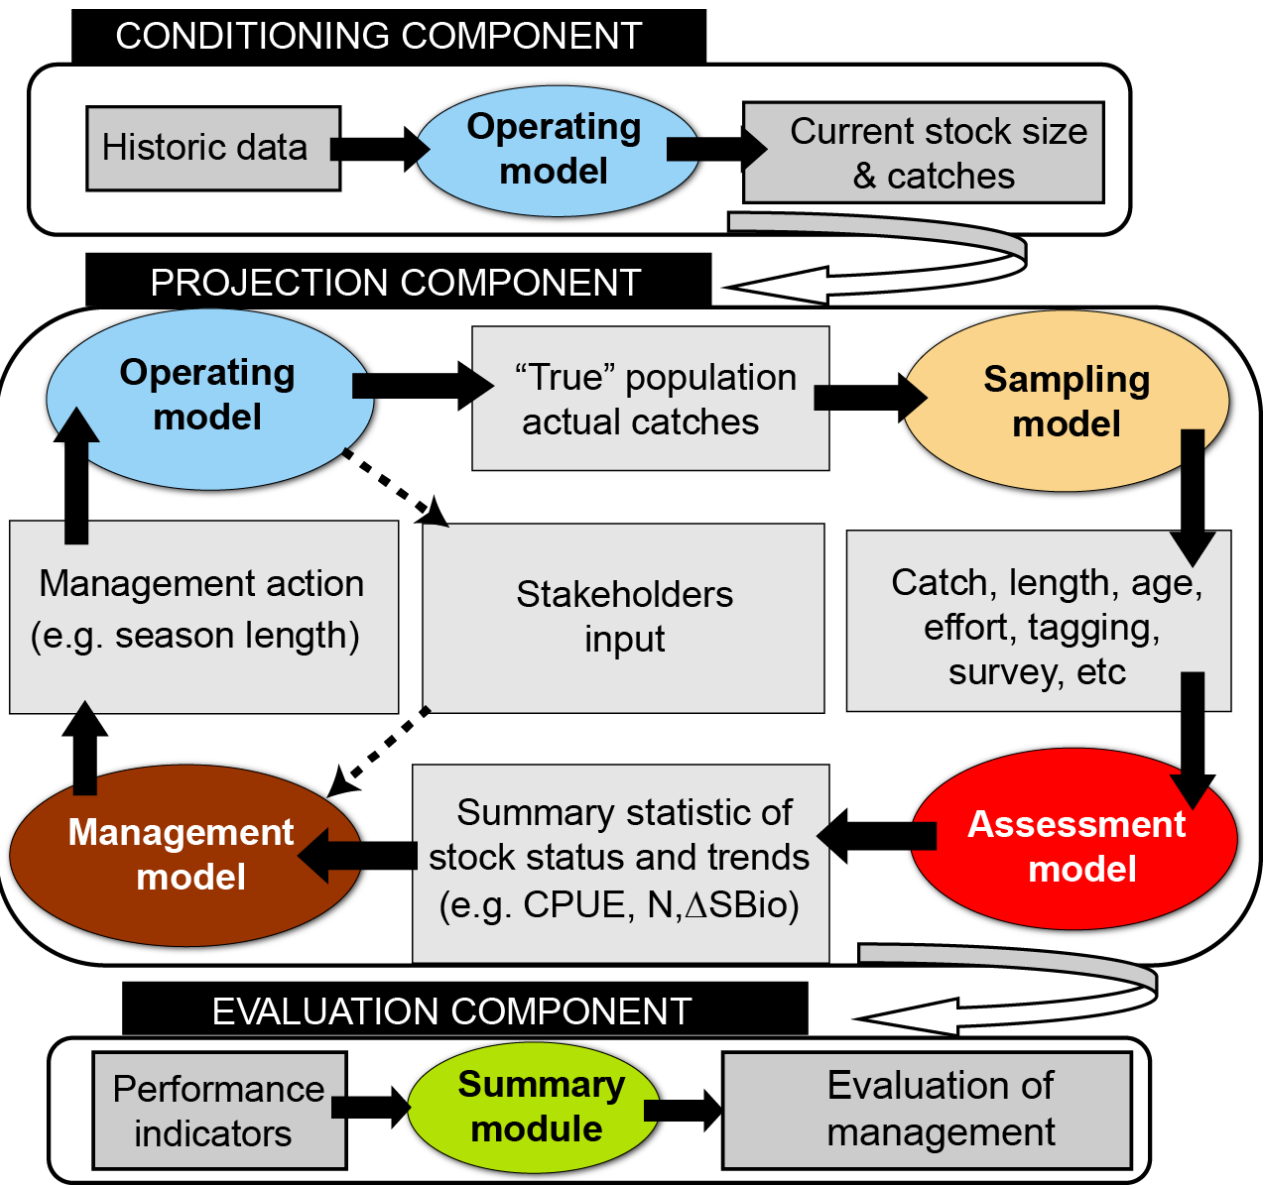 CONDITIONING COMPONENT
Historic data
Operating
model
Current stock size
& catches
PROJECTION COMPONENT
Operating
model
“True” population
actual catches
Sampling
model
Management action
(e.g. season length)
Stakeholders
input
Catch, length, age,
effort, tagging,
survey, etc
Management
model
Summary statistic of
stock status and trends
(e.g. CPUE, N,ΔSBio)
Assessment
model
EVALUATION COMPONENT
Performance
indicators
Summary
module
Evaluation of
management